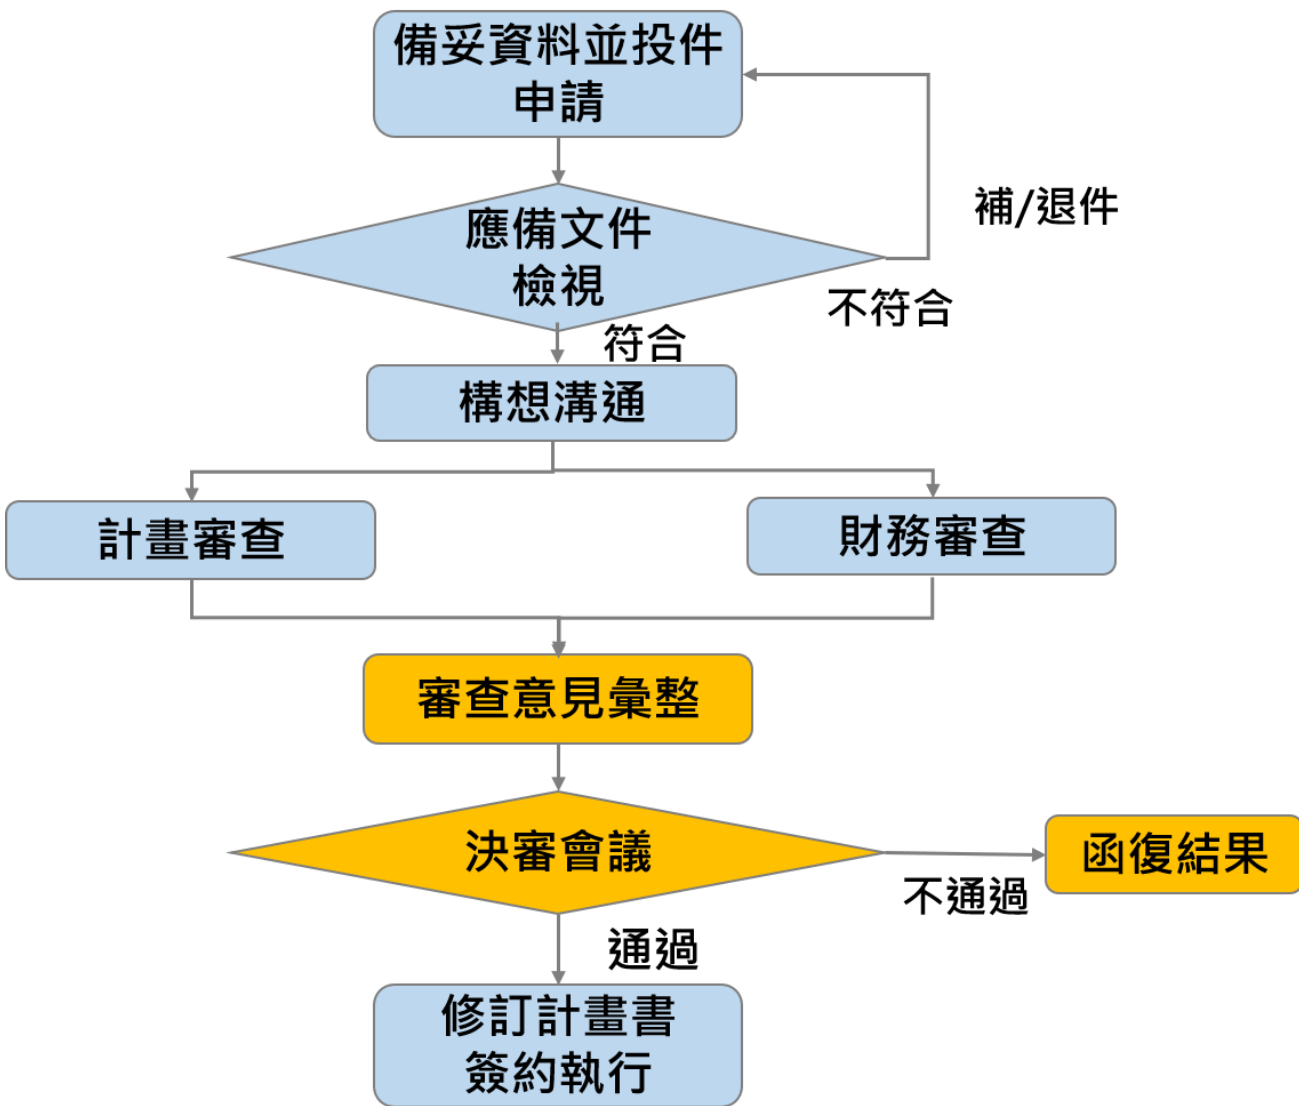 備妥資料並投件
申請
補/退件
應備文件
檢視
不符合
符合
構想溝通
計畫審查
財務審查
審查意見彙整
決審會議
函復結果
不通過
通過
修訂計畫書
簽約執行